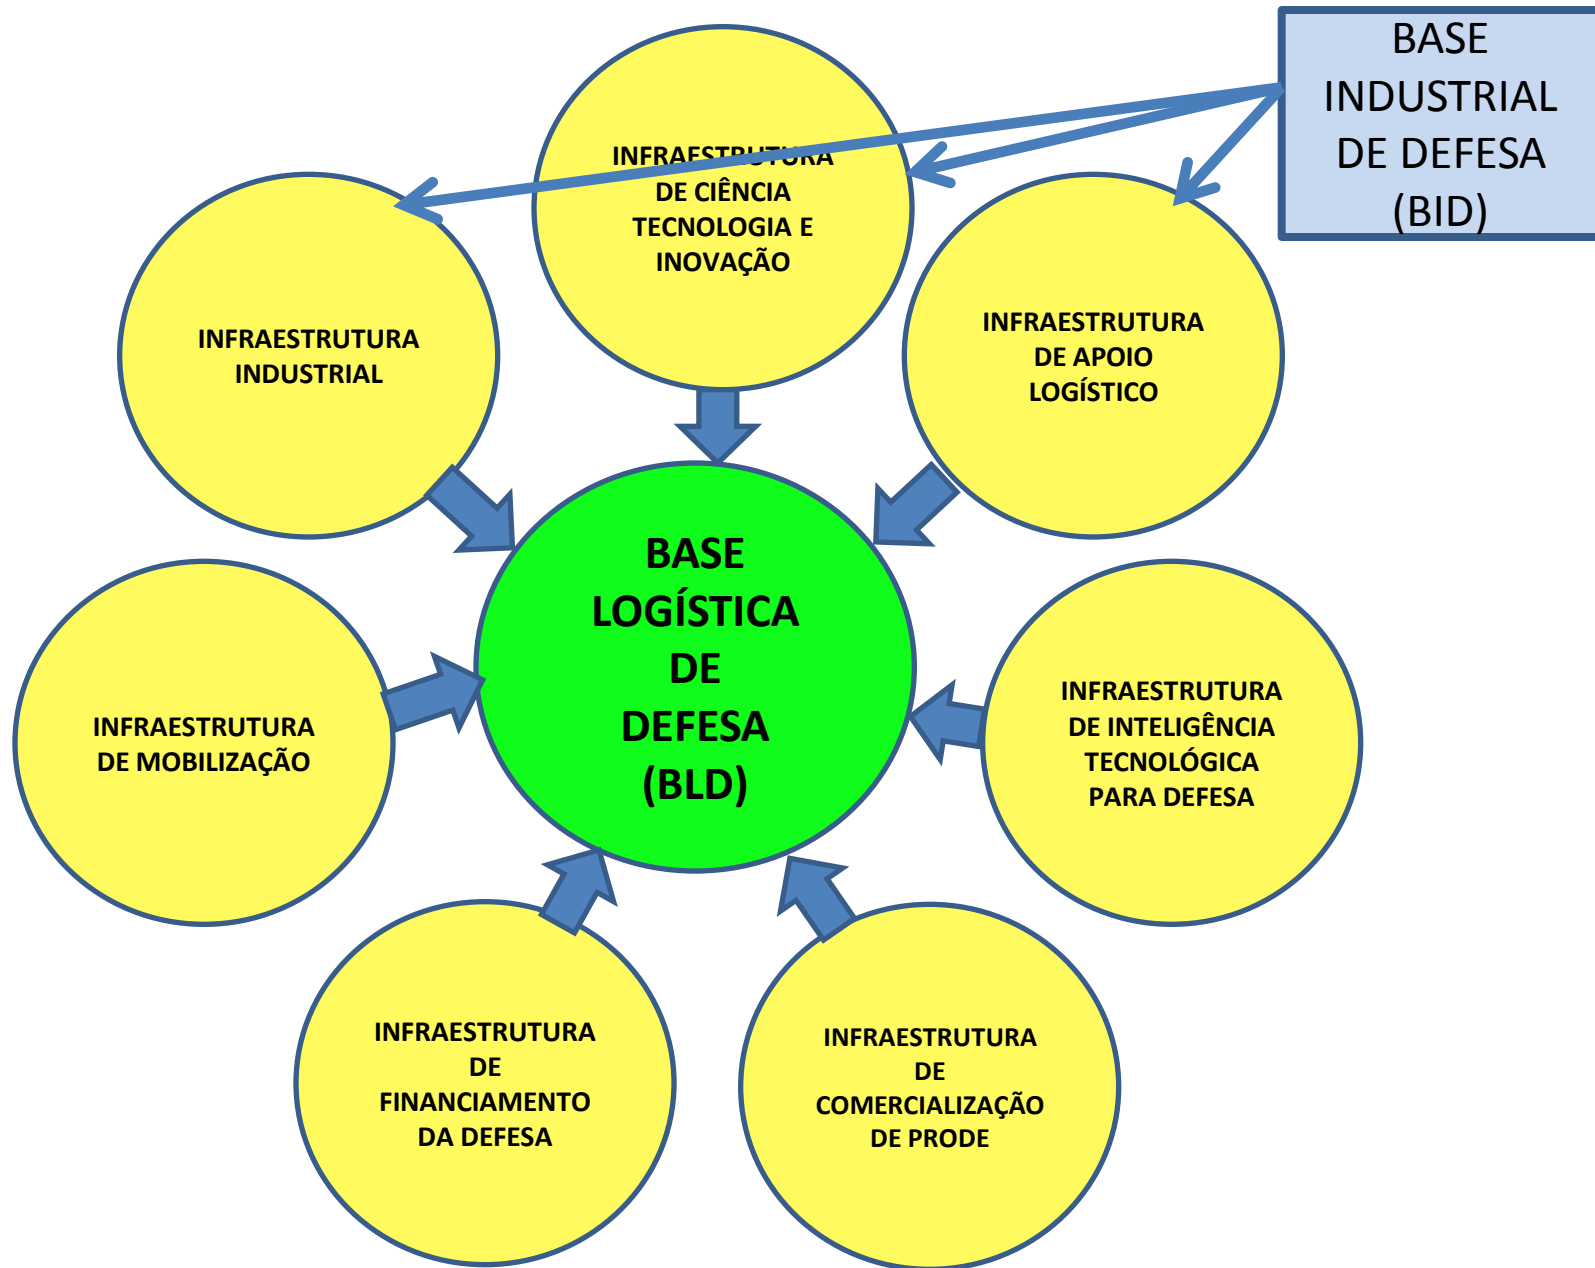 BASE
INDUSTRIAL
DE DEFESA
(BID)
INFRAESTRUTURA
DE CIÊNCIA
TECNOLOGIA E
INOVAÇÃO
INFRAESTRUTURA
INDUSTRIAL
INFRAESTRUTURA
DE APOIO
LOGÍSTICO
BASE
LOGÍSTICA
DE
DEFESA
(BLD)
INFRAESTRUTURA
DE MOBILIZAÇÃO
INFRAESTRUTURA
DE INTELIGÊNCIA
TECNOLÓGICA
PARA DEFESA
INFRAESTRUTURA
DE
FINANCIAMENTO
DA DEFESA
INFRAESTRUTURA
DE
COMERCIALIZAÇÃO
DE PRODE